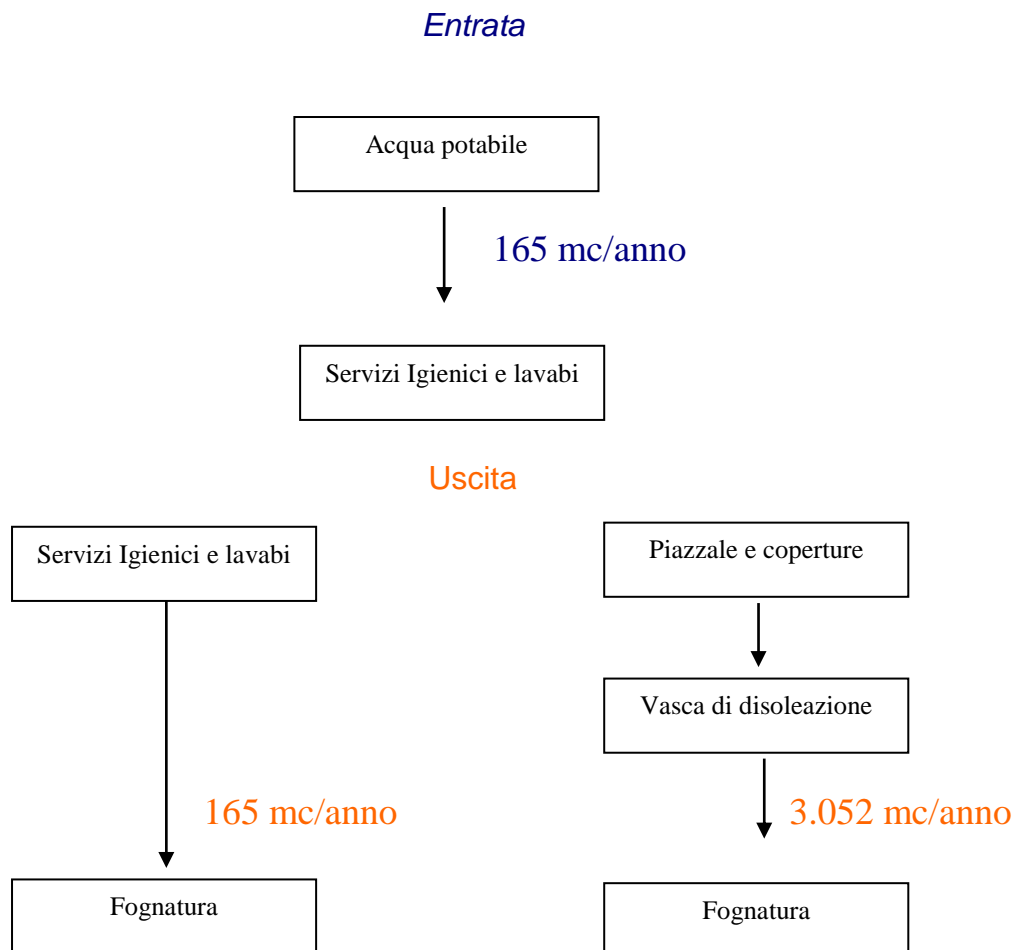 Entrata
Acqua potabile
165 mc/anno
Servizi Igienici e lavabi
Uscita
Servizi Igienici e lavabi
Piazzale e coperture
Vasca di disoleazione
165 mc/anno
3.052 mc/anno
Fognatura
Fognatura